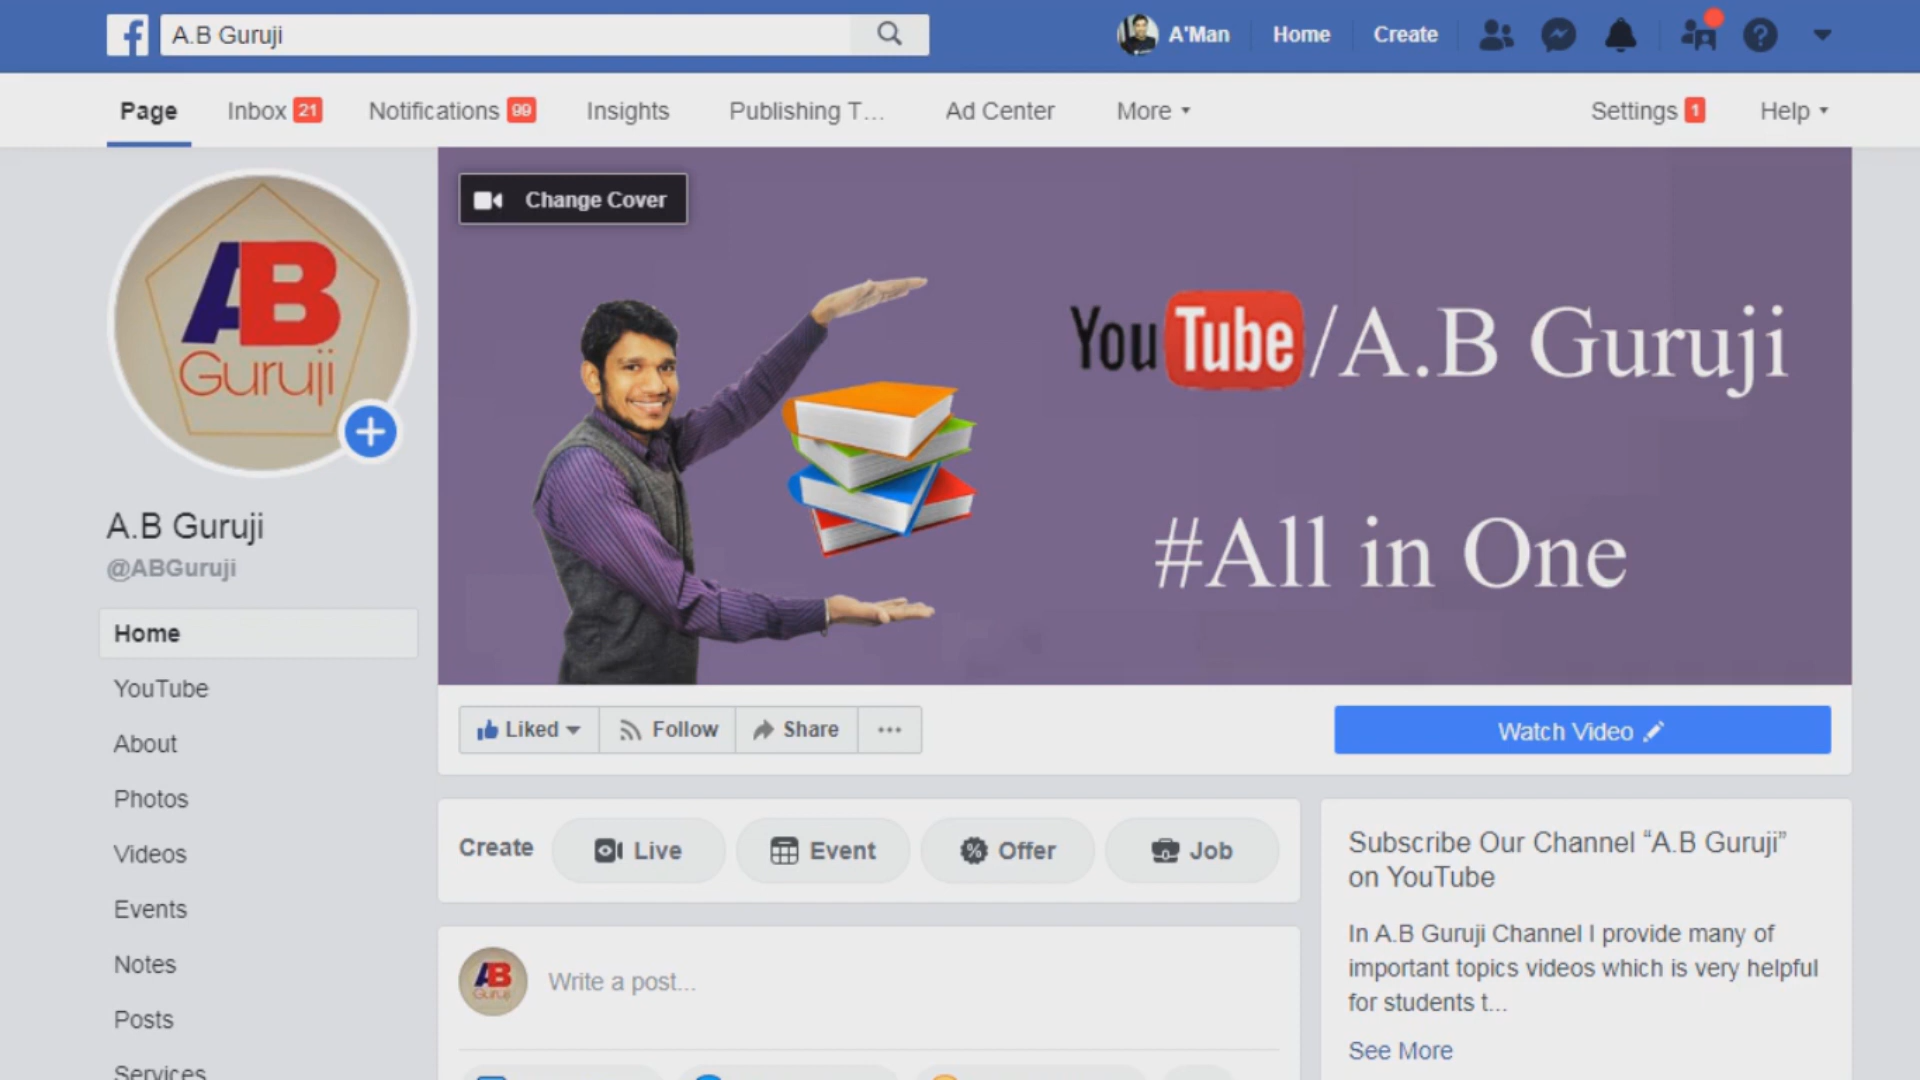 A.B Guruji
A'Man
Home
Create
Page
Inbox 21
Notifications 99
Insights
Publishing T...
Ad Center
More
Settings 1
Help
Change Cover
AB
Guruji
YouTube/A.B Guruji
#All in One
A.B Guruji
@ABGuruji
Home
YouTube
About
Photos
Videos
Events
Notes
Posts
Services
Liked
Follow
Share
Watch Video
Create
Live
Event
Offer
Job
AB
Guruji
Write a post...
Subscribe Our Channel “A.B Guruji”
on YouTube
In A.B Guruji Channel I provide many of
important topics videos which is very helpful
for students t...
See More